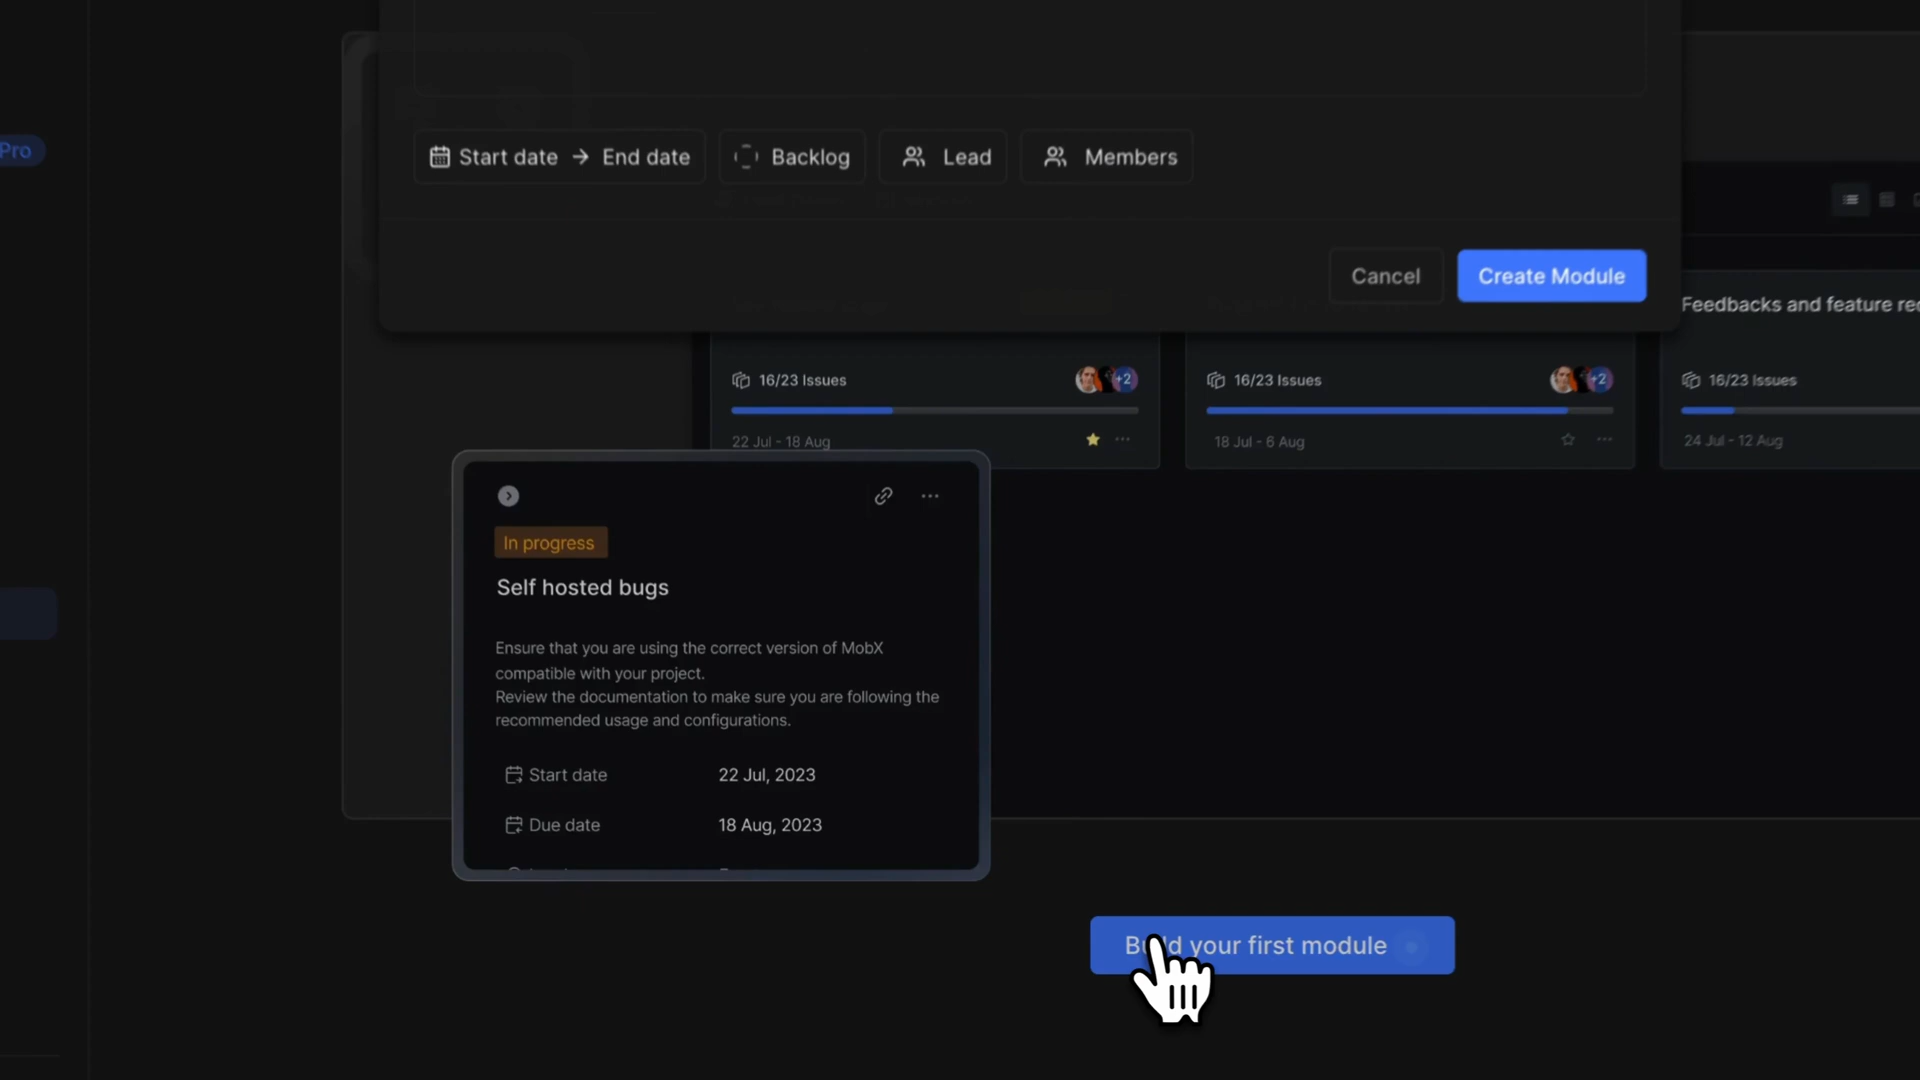 Pro
Start date → End date
Backlog
Lead
Members
Cancel
Create Module
Feedbacks and feature
16/23 Issues
+2
22 Jul - 18 Aug
16/23 Issues
+2
18 Jul - 6 Aug
16/23 Issues
24 Jul - 12 Aug
In progress
Self hosted bugs
Ensure that you are using the correct version of MobX
compatible with your project.
Review the documentation to make sure you are following the
recommended usage and configurations.
Start date 22 Jul, 2023
Due date 18 Aug, 2023
Build your first module